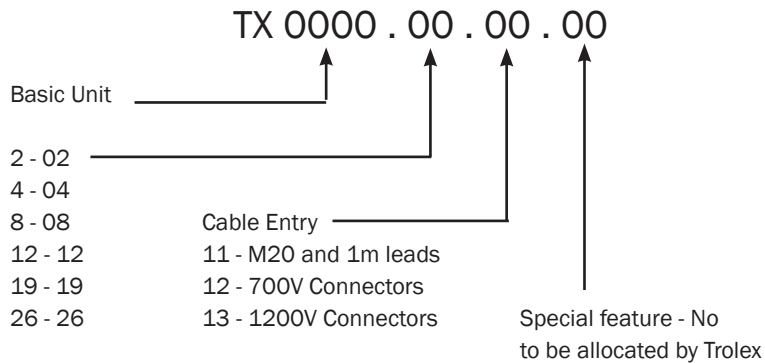 TX 0000 . 00 . 00 . 00
Basic Unit
2 - 02
4 - 04
8 - 08
12 - 12
19 - 19
26 - 26
Cable Entry
11 - M20 and 1m leads
12 - 700V Connectors
13 - 1200V Connectors
Special feature - No
to be allocated by Trolex